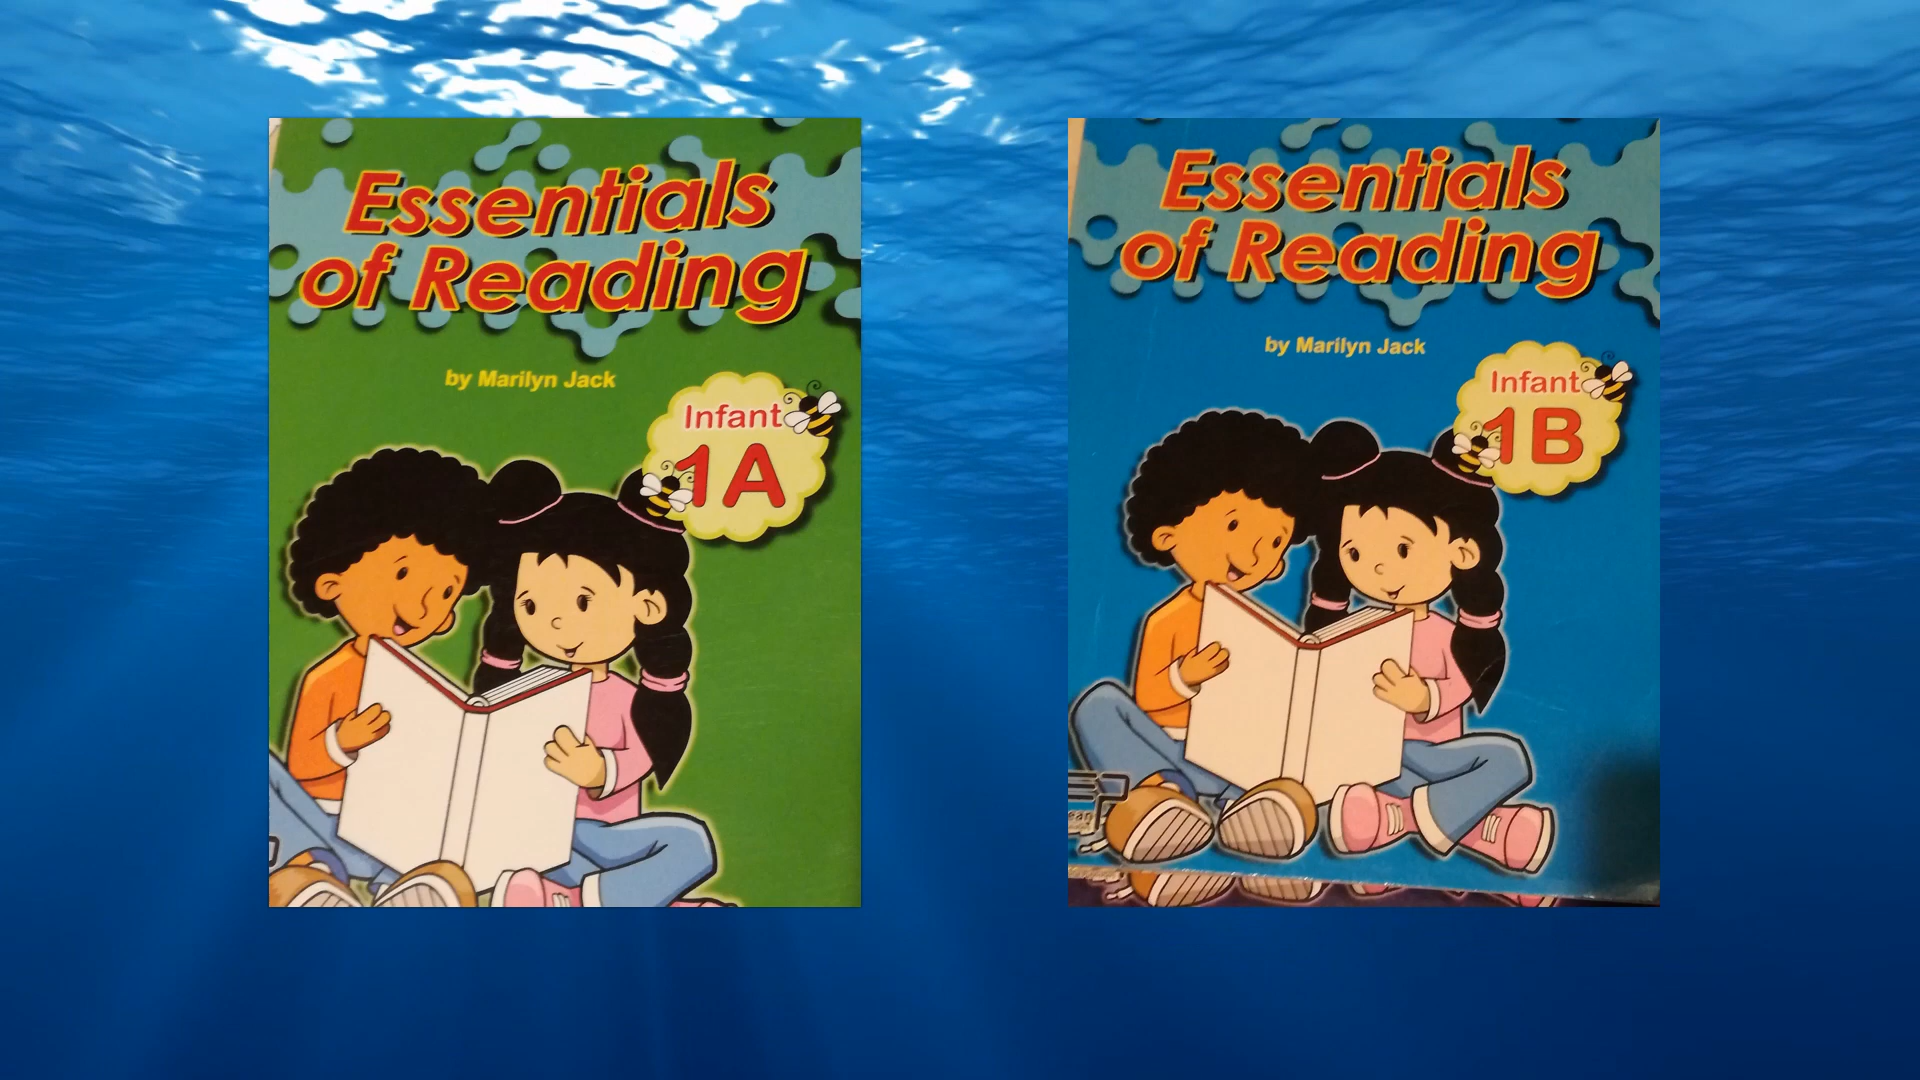 Essentials
of Reading
by Marilyn Jack
Infant
1A
Essentials
of Reading
by Marilyn Jack
Infant
1B